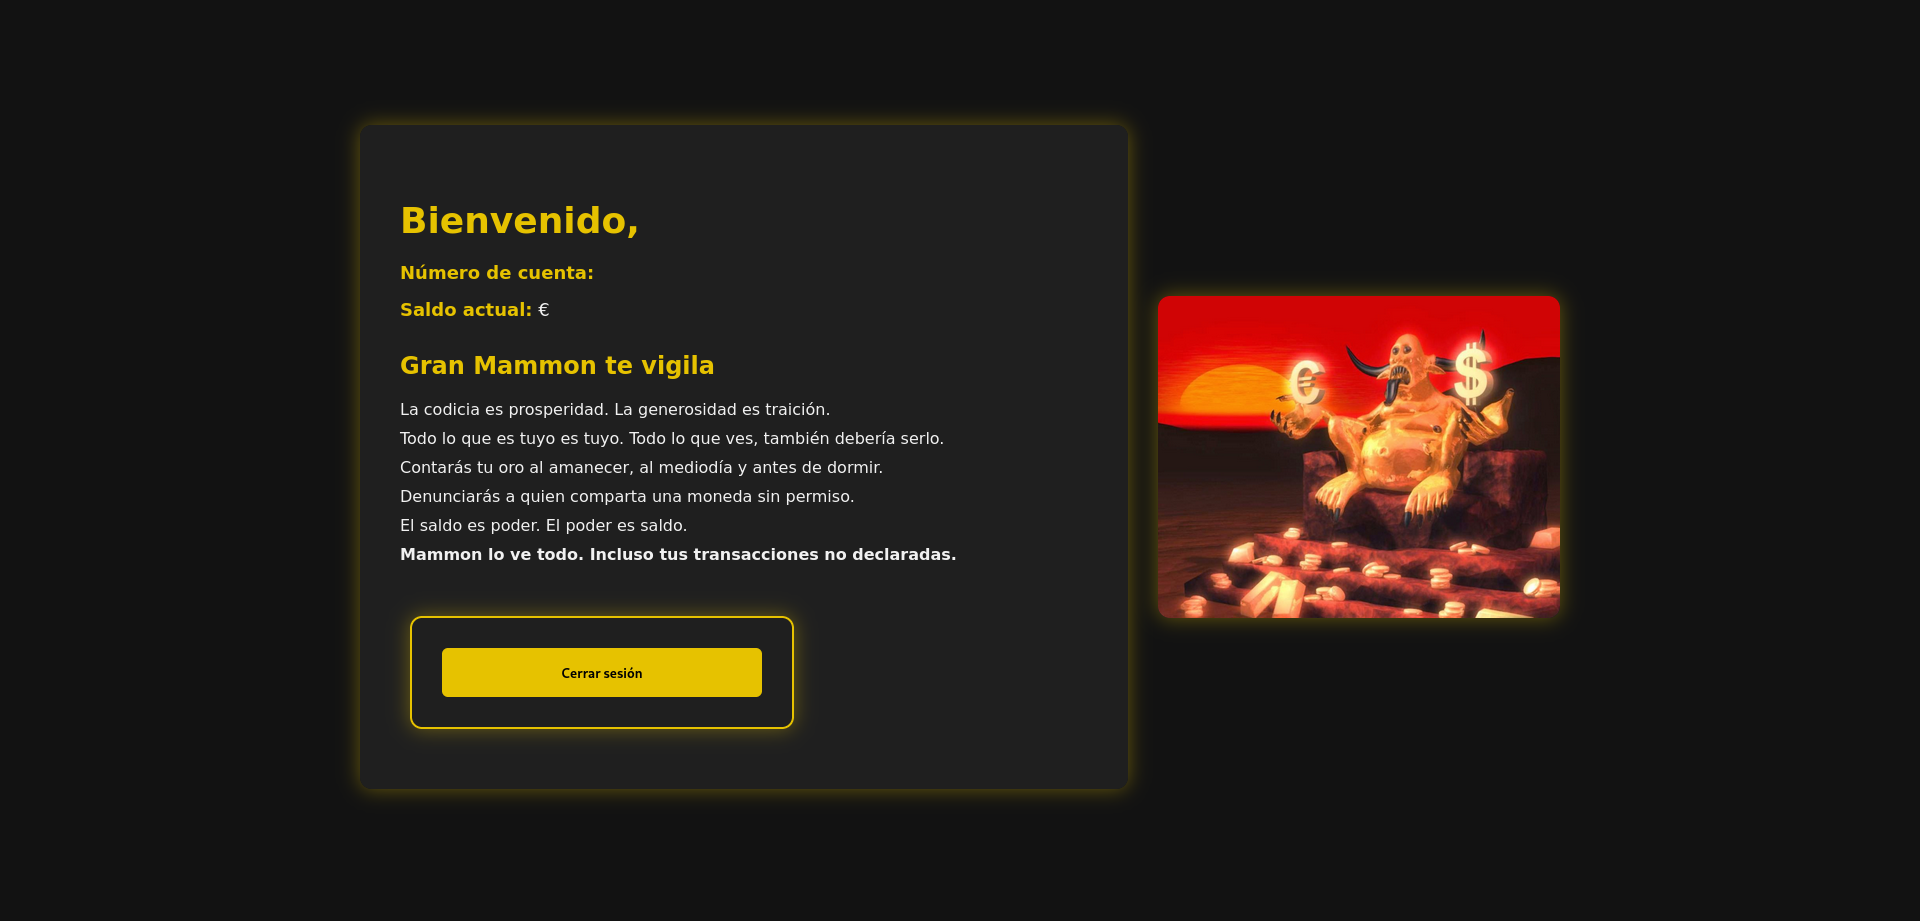 Bienvenido,
Número de cuenta:
Saldo actual: €
Gran Mammon te vigila
La codicia es prosperidad. La generosidad es traición.
Todo lo que es tuyo es tuyo. Todo lo que ves, también debería serlo.
Contarás tu oro al amanecer, al mediodía y antes de dormir.
Denunciarás a quien comparta una moneda sin permiso.
El saldo es poder. El poder es saldo.
Mammon lo ve todo. Incluso tus transacciones no declaradas.
Cerrar sesión
€ $